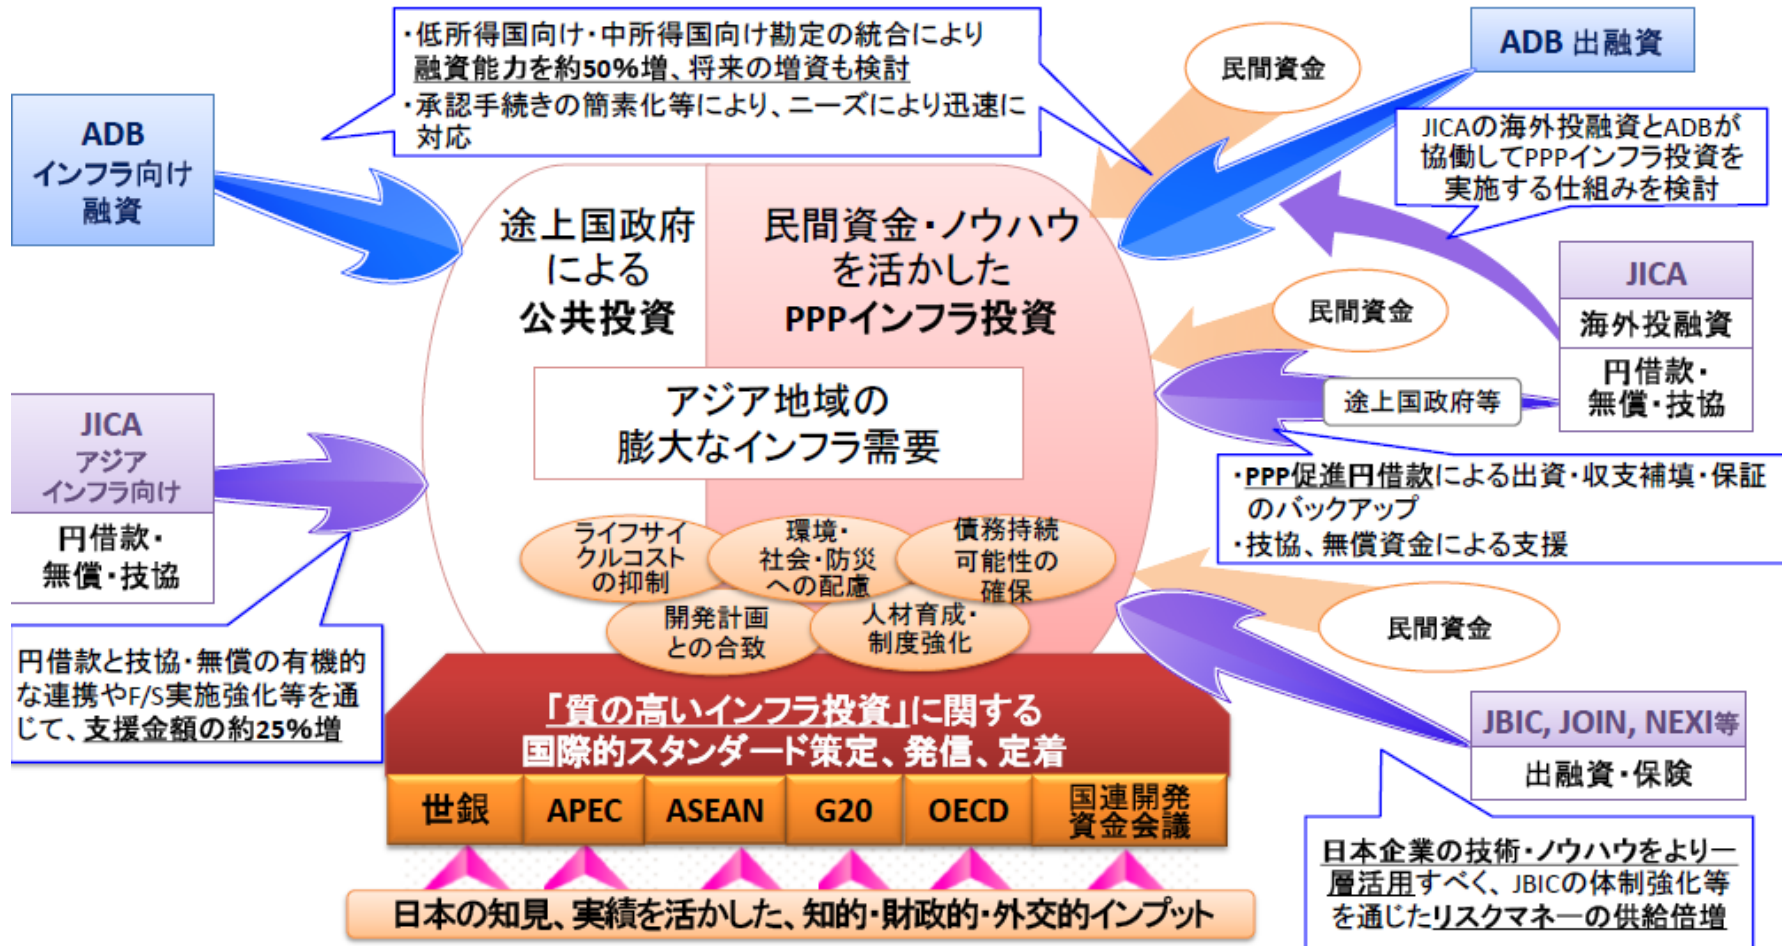 ・低所得国向け・中所得国向け勘定の統合により
融資能力を約50%増、将来の増資も検討
・承認手続きの簡素化等により、ニーズにより迅速に
対応
民間資金
ADB 出融資
ADB
インフラ向け
融資
JICAの海外投融資とADBが
協働してPPPインフラ投資を
実施する仕組みを検討
途上国政府
による
公共投資
民間資金・ノウハウ
を活かした
PPPインフラ投資
民間資金
JICA
海外投融資
円借款・
無償・技協
途上国政府等
アジア地域の
膨大なインフラ需要
JICA
アジア
インフラ向け
円借款・
無償・技協
・PPP促進円借款による出資・収支補填・保証
のバックアップ
・技協、無償資金による支援
ライフサイ
クルコスト
の抑制
環境・
社会・防災
への配慮
債務持続
可能性の
確保
開発計画
との合致
人材育成・
制度強化
民間資金
円借款と技協・無償の有機的
な連携やF/S実施強化等を通
じて、支援金額の約25%増
「質の高いインフラ投資」に関する
国際的スタンダード策定、発信、定着
JBIC, JOIN, NEXI等
出融資・保険
世銀
APEC
ASEAN
G20
OECD
国連開発
資金会議
日本企業の技術・ノウハウをより一
層活用すべく、JBICの体制強化等
を通じたリスクマネーの供給倍増
日本の知見、実績を活かした、知的・財政的・外交的インプット